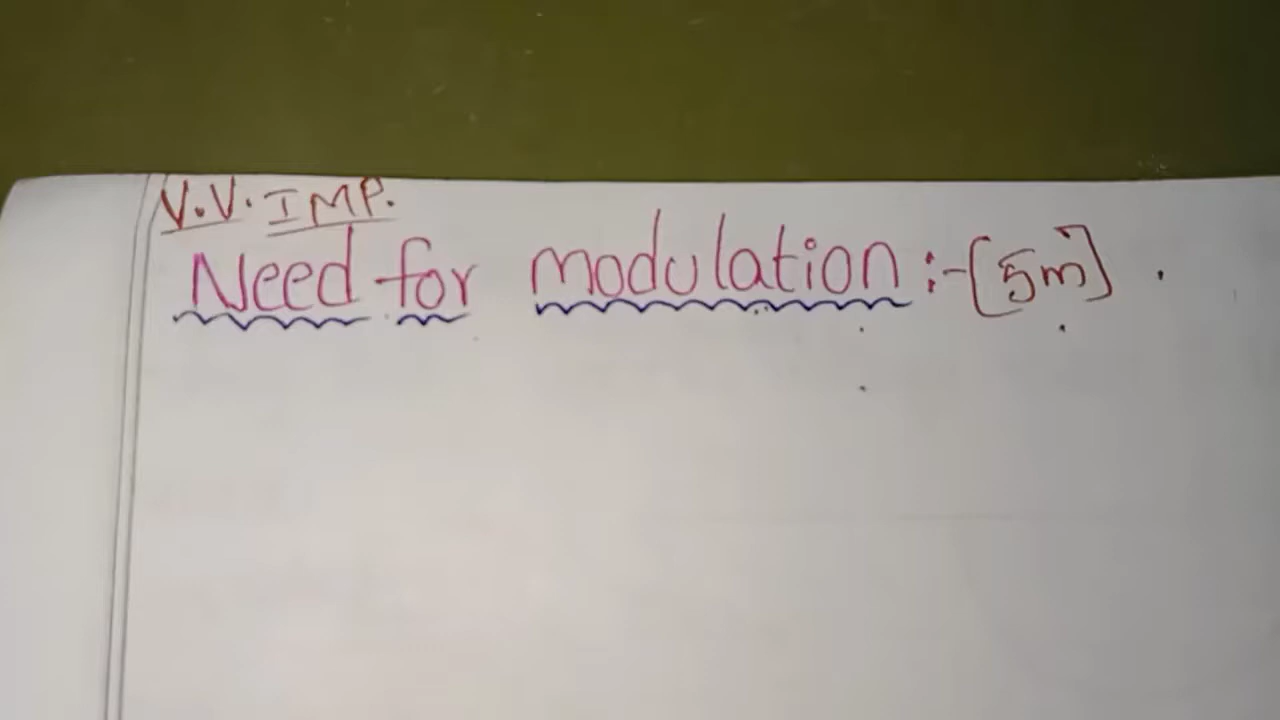 V.V. IMP.
Need for modulation :- [5m] .